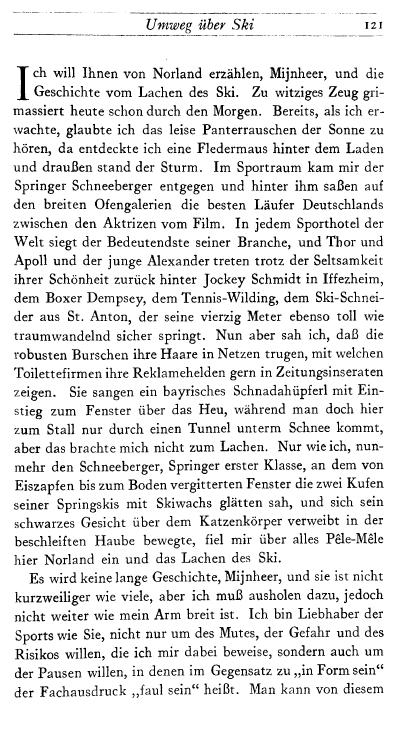 Umweg über Ski 121
Ich will Ihnen von Norland erzählen, Mijnheer, und die
Geschichte vom Lachen des Ski. Zu witziges Zeug gri-
massiert heute schon durch den Morgen. Bereits, als ich er-
wachte, glaubte ich das leise Panterrauschen der Sonne zu
hören, da entdeckte ich eine Fledermaus hinter dem Laden
und draußen stand der Sturm. Im Sportraum kam mir der
Springer Schneeberger entgegen und hinter ihm saßen auf
den breiten Ofengalerien die besten Läufer Deutschlands
zwischen den Aktrizen vom Film. In jedem Sporthotel der
Welt siegt der Bedeutendste seiner Branche, und Thor und
Apoll und der junge Alexander treten trotz der Seltsamkeit
ihrer Schönheit zurück hinter Jockey Schmidt in Iffezheim,
dem Boxer Dempsey, dem Tennis-Wilding, dem Ski-Schnei-
der aus St. Anton, der seine vierzig Meter ebenso toll wie
traumwandelnd sicher springt. Nun aber sah ich, daß die
robusten Burschen ihre Haare in Netzen trugen, mit welchen
Toilettefirmen ihre Reklamehelden gern in Zeitungsinseraten
zeigen. Sie sangen ein bayrisches Schnadahüpferl mit Ein-
stieg zum Fenster über das Heu, während man doch hier
zum Stall nur durch einen Tunnel unterm Schnee kommt,
aber das brachte mich nicht zum Lachen. Nur wie ich, nun-
mehr den Schneeberger, Springer erster Klasse, an dem von
Eiszapfen bis zum Boden vergitterten Fenster die zwei Kufen
seiner Springskis mit Skiwachs glätten sah, und sich sein
schwarzes Gesicht über dem Katzenkörper verweibt in der
beschleiften Haube bewegte, fiel mir über alles Pêle-Mêle
hier Norland ein und das Lachen des Ski.
Es wird keine lange Geschichte, Mijnheer, und sie ist nicht
kurzweiliger wie viele, aber ich muß ausholen dazu, jedoch
nicht weiter wie mein Arm breit ist. Ich bin Liebhaber der
Sports wie Sie, nicht nur um des Mutes, der Gefahr und des
Risikos willen, die ich mir dabei beweise, sondern auch um
der Pausen willen, in denen im Gegensatz zu „in Form sein“
der Fachausdruck „faul sein“ heißt. Man kann von diesem